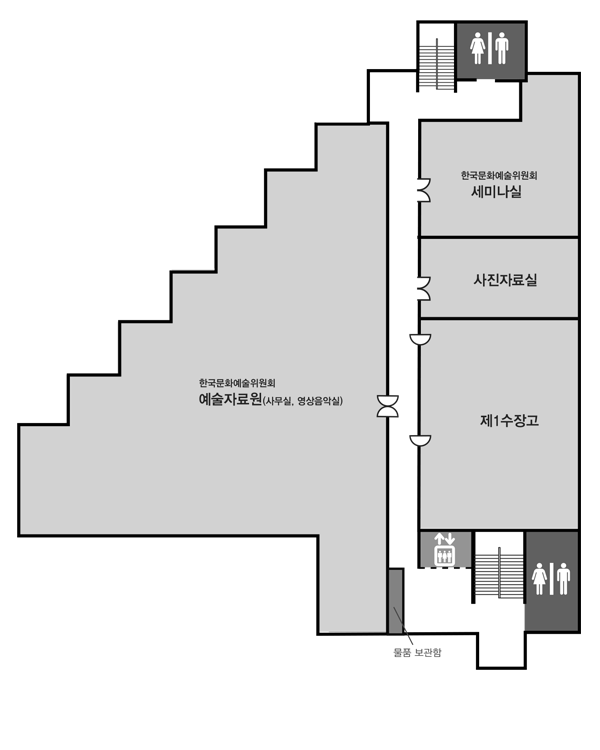 한국문화예술위원회
세미나실
사진자료실
한국문화예술위원회
예술자료원(사무실, 영상음악실)
제1수장고
물품 보관함